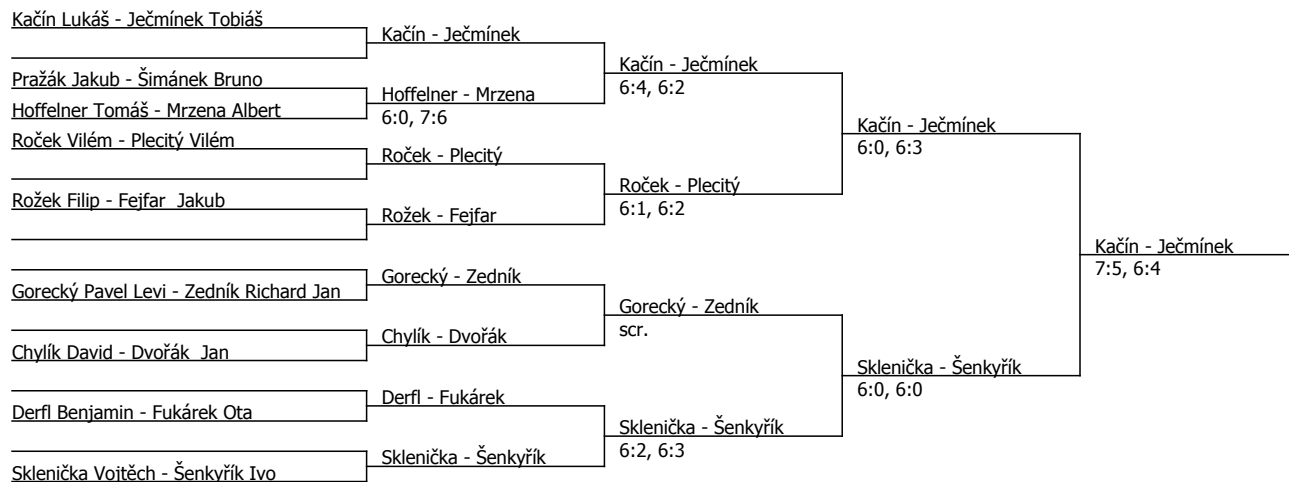 Kačín Lukáš - Ječmínek Tobiáš
Pražák Jakub - Šimánek Bruno
Hoffelner Tomáš - Mrzena Albert
Roček Vilém - Plecitý Vilém
Rožek Filip - Fejfar  Jakub
Gorecký Pavel Levi - Zedník Richard Jan
Chylík David - Dvořák  Jan
Derfl Benjamin - Fukárek Ota
Sklenička Vojtěch - Šenkyřík Ivo
Kačín - Ječmínek
Hoffelner - Mrzena
6:0, 7:6
Roček - Plecitý
Rožek - Fejfar
Gorecký - Zedník
Chylík - Dvořák
Derfl - Fukárek
Sklenička - Šenkyřík
Kačín - Ječmínek
6:4, 6:2
Roček - Plecitý
6:1, 6:2
Gorecký - Zedník
scr.
Sklenička - Šenkyřík
6:2, 6:3
Kačín - Ječmínek
6:0, 6:3
Sklenička - Šenkyřík
6:0, 6:0
Kačín - Ječmínek
7:5, 6:4